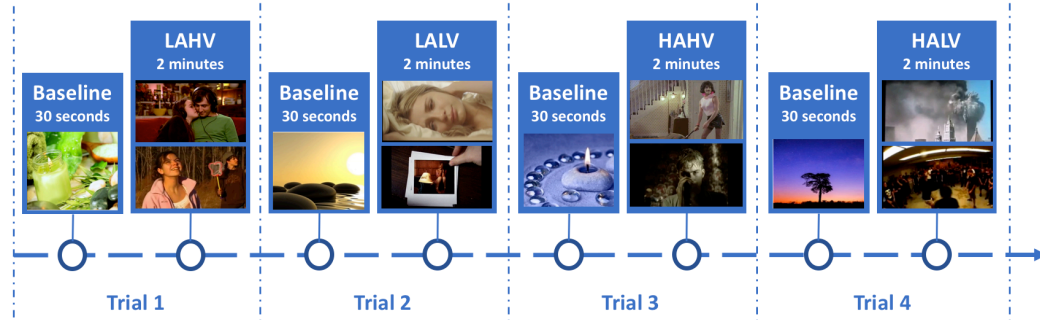 Baseline
30 seconds
LAHV
2 minutes
Baseline
30 seconds
LALV
2 minutes
Baseline
30 seconds
HAHV
2 minutes
Baseline
30 seconds
HALV
2 minutes
Trial 1
Trial 2
Trial 3
Trial 4